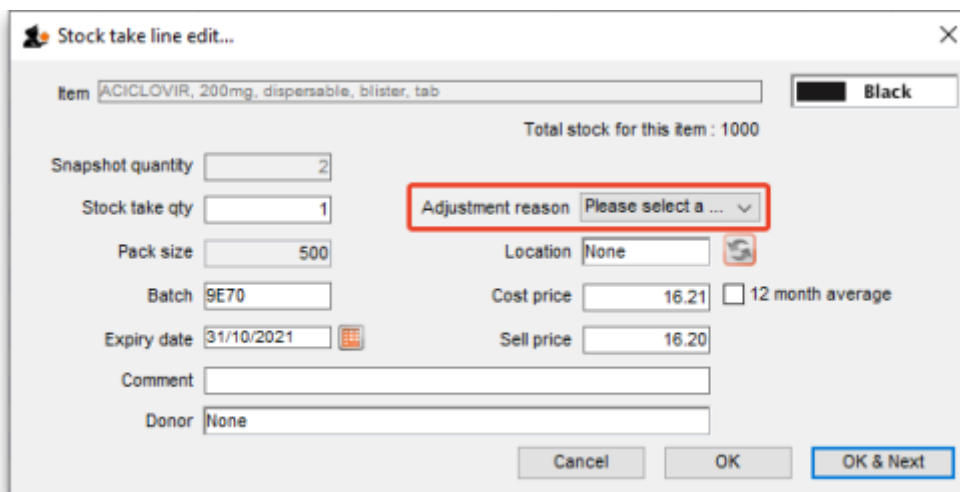 Stock take line edit...
Item ACICLOVIR, 200mg, dispersable, blister, tab Black
Total stock for this item : 1000
Snapshot quantity 2
Stock take qty 1 Adjustment reason Please select a ...
Pack size 500 Location None
Batch 9E70 Cost price 16.21 12 month average
Expiry date 31/10/2021 Sell price 16.20
Comment
Donor None
Cancel OK OK & Next